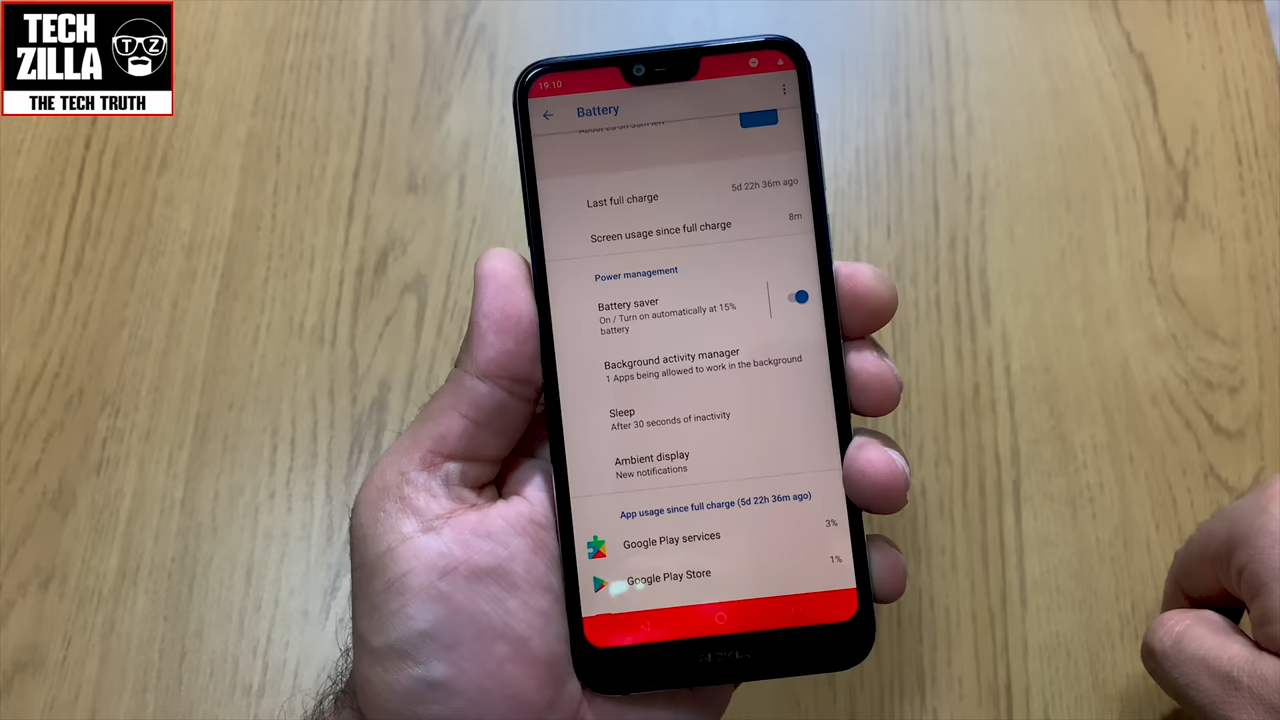 TECH
ZILLA
TZ
THE TECH TRUTH
19:10
Battery
Last full charge
5d 22h 36m ago
Screen usage since full charge
8m
Power management
Battery saver
On / Turn on automatically at 15%
battery
Background activity manager
1 Apps being allowed to work in the background
Sleep
After 30 seconds of inactivity
Ambient display
New notifications
App usage since full charge (5d 22h 36m ago)
Google Play services
3%
Google Play Store
1%